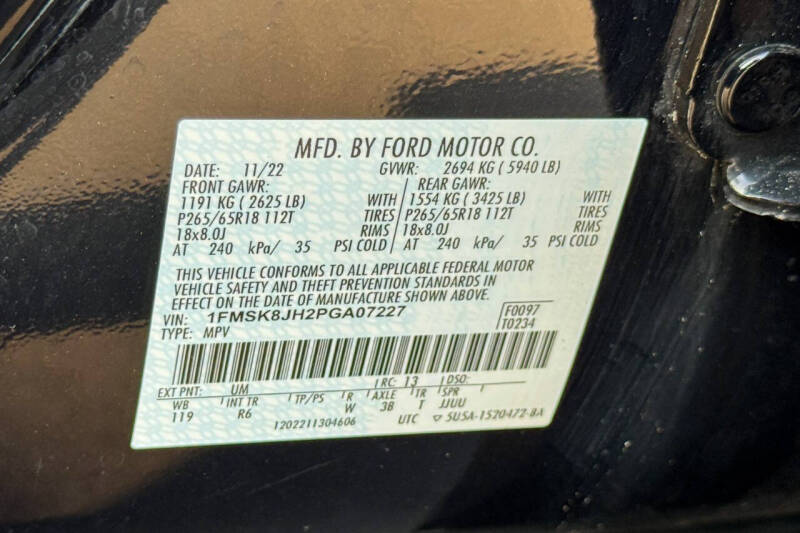 MFD. BY FORD MOTOR CO.
DATE: 11/22 GVWR: 2694 KG ( 5940 LB)
FRONT GAWR: REAR GAWR:
1191 KG ( 2625 LB) WITH 1554 KG ( 3425 LB) WITH
P265/65R18 112T TIRES P265/65R18 112T TIRES
18x8.0J RIMS 18x8.0J RIMS
AT 240 kPa/ 35 PSI COLD AT 240 kPa/ 35 PSI COLD
THIS VEHICLE CONFORMS TO ALL APPLICABLE FEDERAL MOTOR
VEHICLE SAFETY AND THEFT PREVENTION STANDARDS IN
EFFECT ON THE DATE OF MANUFACTURE SHOWN ABOVE.
VIN: 1FMSK8JH2PGA07227 F0097
TYPE: MPV T0234
EXT PNT: UM RC: 13 DSO:
WB INT TR TP/PS R AXLE TR SPR
119 R6 W 3B T JJUU
1202211304606 UTC ▽ 5U5A-1520472-BA